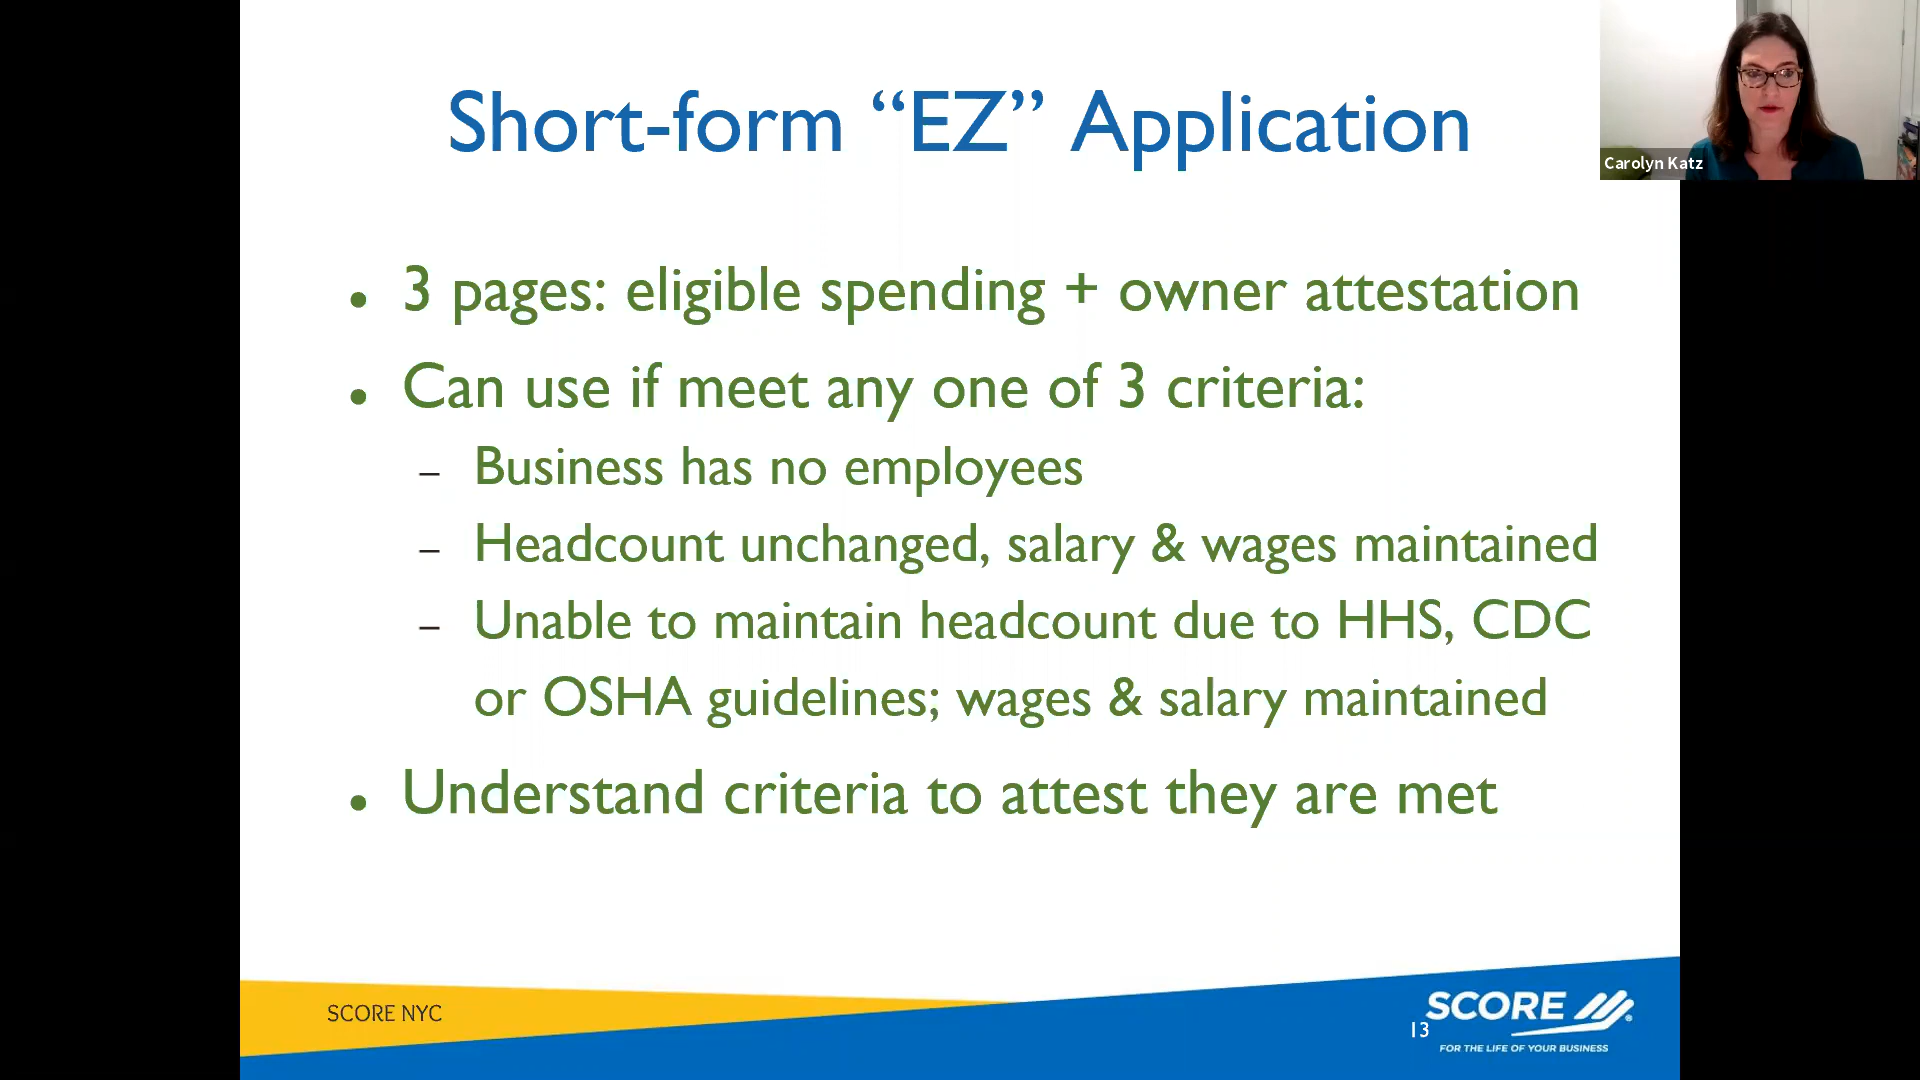 Short-form “EZ” Application
Carolyn Katz
• 3 pages: eligible spending + owner attestation
• Can use if meet any one of 3 criteria:
– Business has no employees
– Headcount unchanged, salary & wages maintained
– Unable to maintain headcount due to HHS, CDC
or OSHA guidelines; wages & salary maintained
• Understand criteria to attest they are met
SCORE NYC
13
SCORE
®
FOR THE LIFE OF YOUR BUSINESS